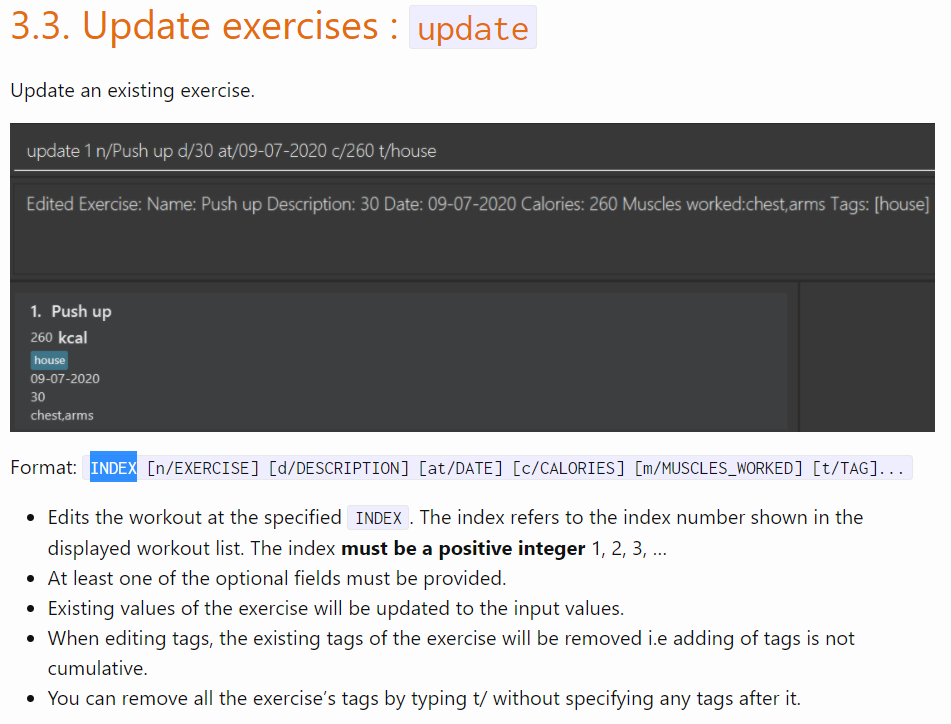 3.3. Update exercises : update
Update an existing exercise.
update 1 n/Push up d/30 at/09-07-2020 c/260 t/house
Edited Exercise: Name: Push up Description: 30 Date: 09-07-2020 Calories: 260 Muscles worked:chest,arms Tags: [house]
1. Push up
260 kcal
house
09-07-2020
30
chest,arms
Format: INDEX [n/EXERCISE] [d/DESCRIPTION] [at/DATE] [c/CALORIES] [m/MUSCLES_WORKED] [t/TAG]...
• Edits the workout at the specified INDEX. The index refers to the index number shown in the
displayed workout list. The index must be a positive integer 1, 2, 3, …
• At least one of the optional fields must be provided.
• Existing values of the exercise will be updated to the input values.
• When editing tags, the existing tags of the exercise will be removed i.e adding of tags is not
cumulative.
• You can remove all the exercise’s tags by typing t/ without specifying any tags after it.